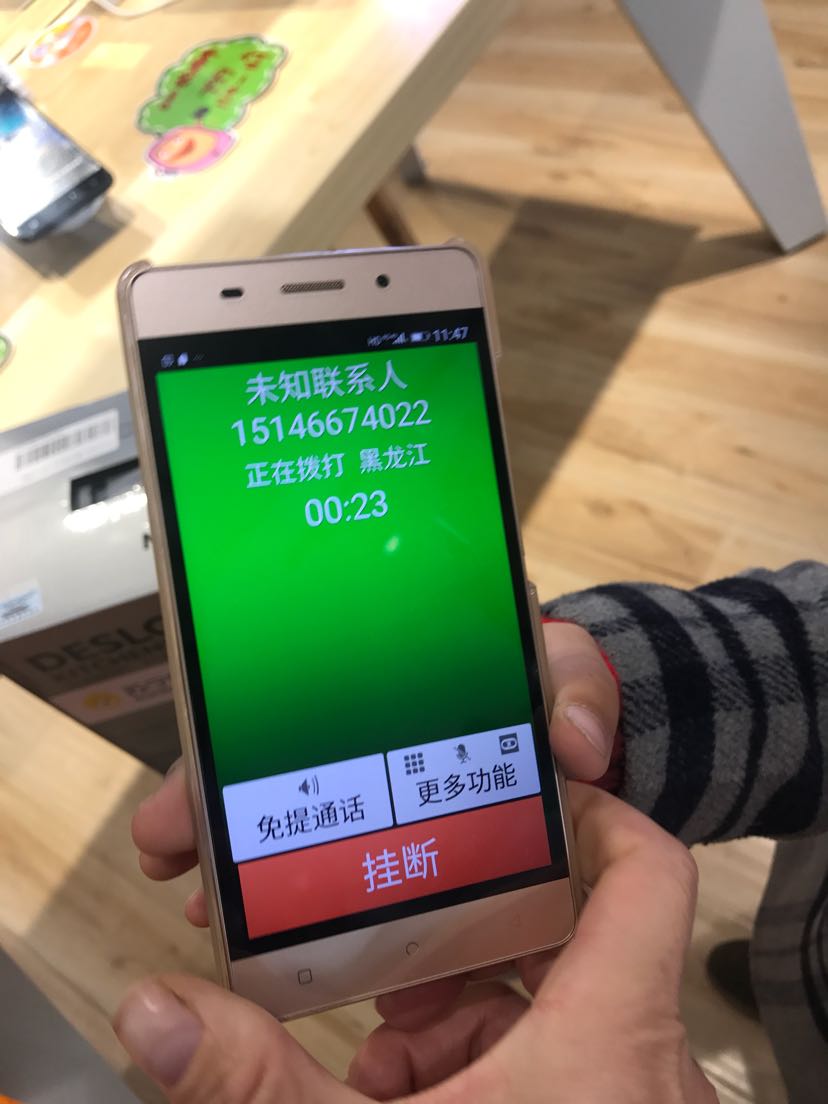 11:47
未知联系人
15146674022
正在拨打 黑龙江
00:23
免提通话
更多功能
挂断